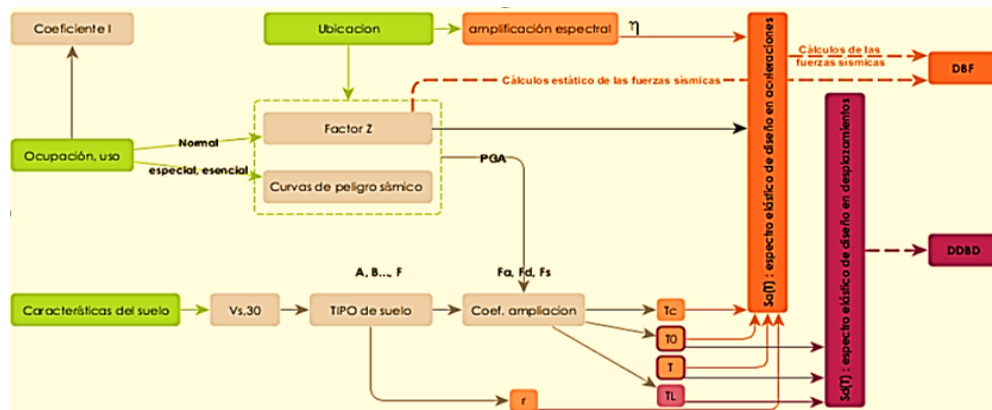 Coeficiente I
Ubicacion
amplificación espectral
η
Cálculos de las
fuerzas sísmicas
DBF
Cálculos estático de las fuerzas sísmicas
Normal
Factor Z
Ocupación, uso
especial, esencial
Curvas de peligro sísmico
PGA
Sa(T) : espectro elástico de diseño en aceleraciones
Sd(T) : espectro elástico de diseño en desplazamientos
DDBD
A, B..., F
Fa, Fd, Fs
Características del suelo
Vs,30
TIPO de suelo
Coef. ampliacion
Tc
T0
T
TL
r